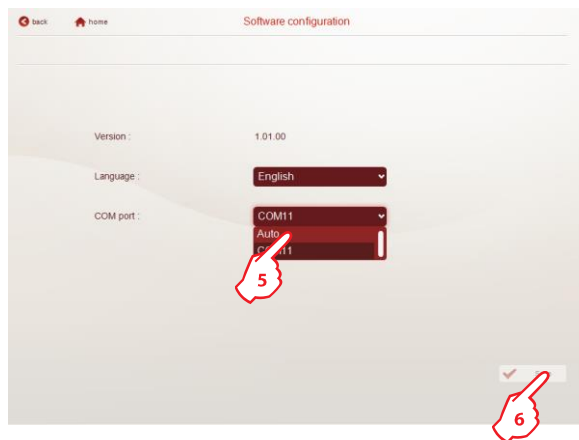 back
home
Software configuration
Version :
1.01.00
Language :
English
COM port :
COM11
Auto
5
6